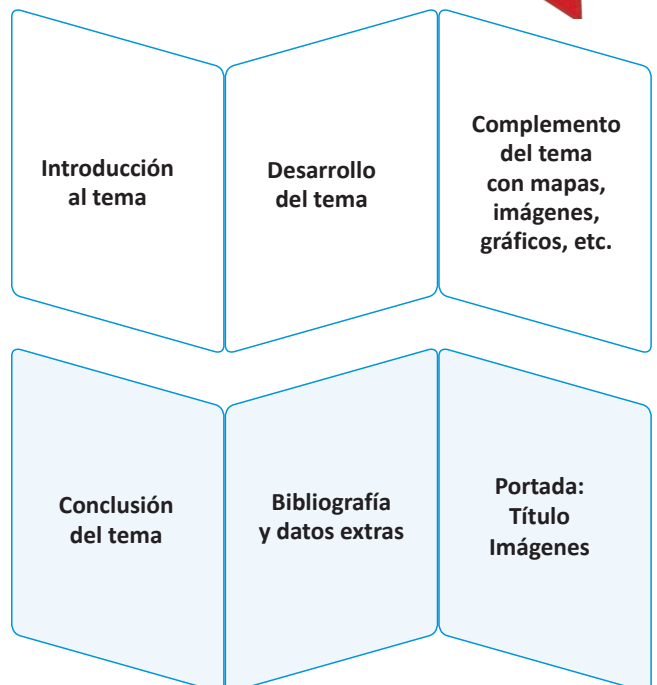 Introducción
al tema
Desarrollo
del tema
Complemento
del tema
con mapas,
imágenes,
gráficos, etc.
Conclusión
del tema
Bibliografía
y datos extras
Portada:
Título
Imágenes